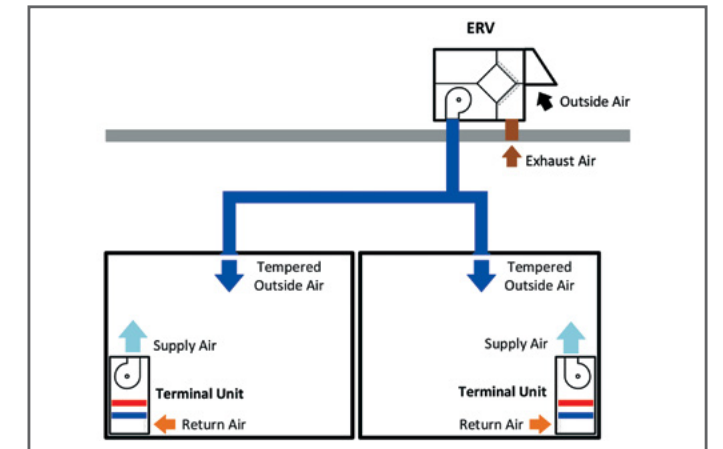 ERV
Outside Air
Exhaust Air
Tempered
Outside Air
Tempered
Outside Air
Supply Air
Supply Air
Terminal Unit
Terminal Unit
Return Air
Return Air